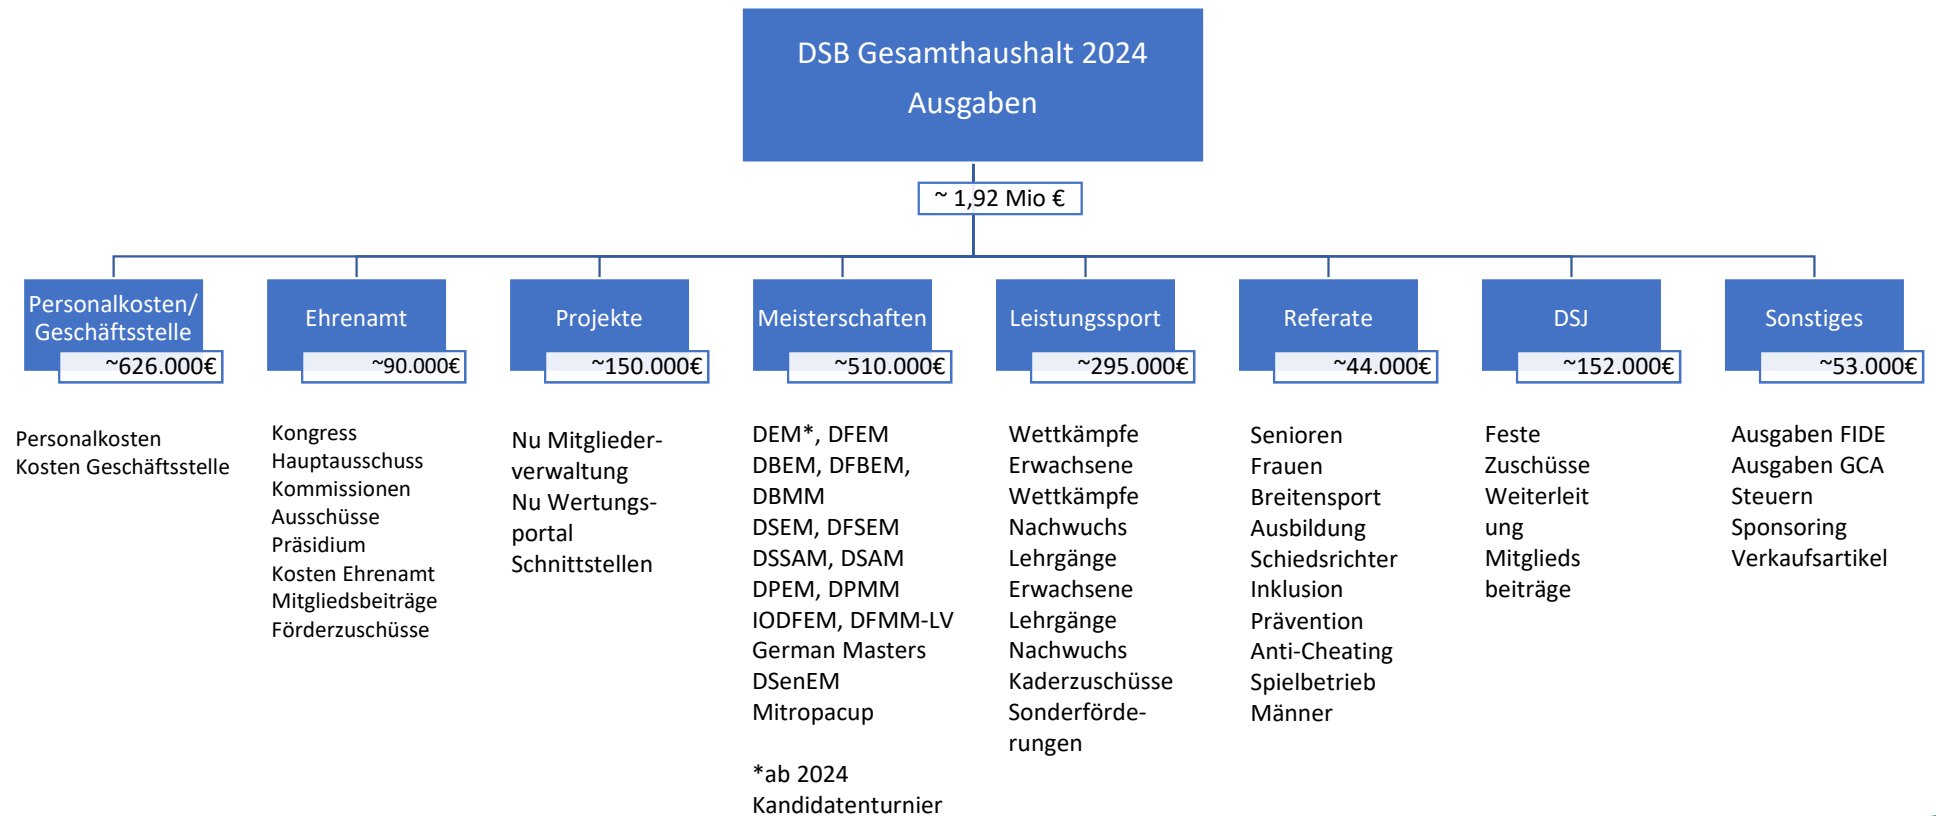 DSB Gesamthaushalt 2024
Ausgaben
~ 1,92 Mio €
Personalkosten/
Geschäftsstelle
~626.000€
Personalkosten
Kosten Geschäftsstelle
Ehrenamt
~90.000€
Kongress
Hauptausschuss
Kommissionen
Ausschüsse
Präsidium
Kosten Ehrenamt
Mitgliedsbeiträge
Förderzuschüsse
Projekte
~150.000€
Nu Mitglieder-
verwaltung
Nu Wertungs-
portal
Schnittstellen
Meisterschaften
~510.000€
DEM*, DFEM
DBEM, DFBEM,
DBMM
DSEM, DFSEM
DSSAM, DSAM
DPEM, DPMM
IODFEM, DFMM-LV
German Masters
DSenEM
Mitropacup
*ab 2024
Kandidatenturnier
Leistungssport
~295.000€
Wettkämpfe
Erwachsene
Wettkämpfe
Nachwuchs
Lehrgänge
Erwachsene
Lehrgänge
Nachwuchs
Kaderzuschüsse
Sonderförde-
rungen
Referate
~44.000€
Senioren
Frauen
Breitensport
Ausbildung
Schiedsrichter
Inklusion
Prävention
Anti-Cheating
Spielbetrieb
Männer
DSJ
~152.000€
Feste
Zuschüsse
Weiterleit
ung
Mitglieds
beiträge
Sonstiges
~53.000€
Ausgaben FIDE
Ausgaben GCA
Steuern
Sponsoring
Verkaufsartikel